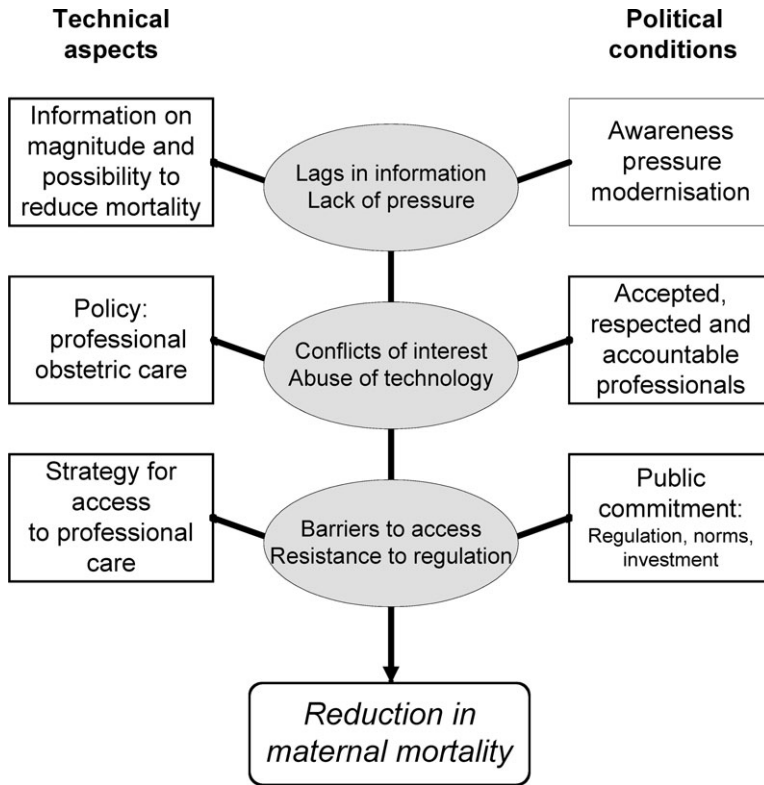 Technical
aspects
Political
conditions
Information on
magnitude and
possibility to
reduce mortality
Lags in information
Lack of pressure
Awareness
pressure
modernisation
Policy:
professional
obstetric care
Conflicts of interest
Abuse of technology
Accepted,
respected and
accountable
professionals
Strategy for
access
to professional
care
Barriers to access
Resistance to regulation
Public
commitment:
Regulation, norms,
investment
Reduction in
maternal mortality